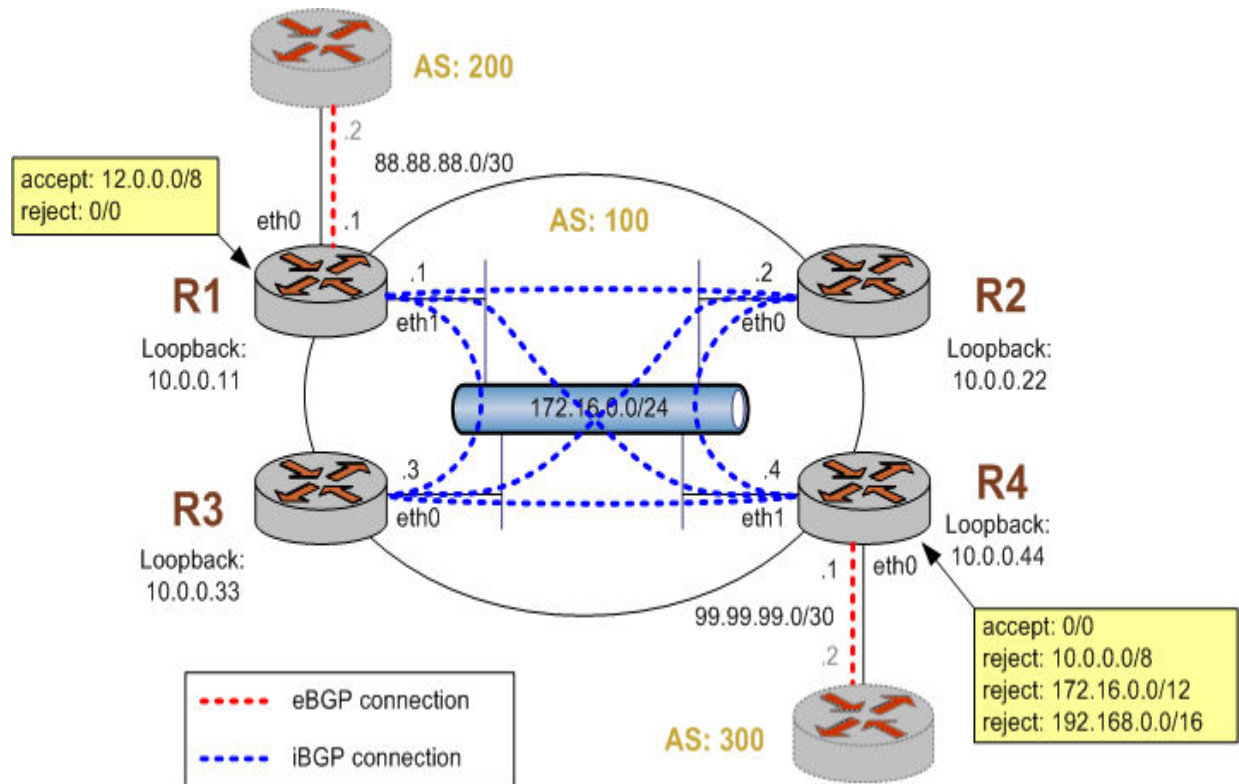 AS: 200
.2
88.88.88.0/30
accept: 12.0.0.0/8
reject: 0/0
eth0
.1
AS: 100
R1
.1
.2
R2
eth1
eth0
Loopback:
10.0.0.11
Loopback:
10.0.0.22
172.16.0.0/24
R3
.3
.4
R4
eth0
eth1
Loopback:
10.0.0.33
Loopback:
10.0.0.44
.1
eth0
99.99.99.0/30
.2
accept: 0/0
reject: 10.0.0.0/8
reject: 172.16.0.0/12
reject: 192.168.0.0/16
AS: 300
eBGP connection
iBGP connection